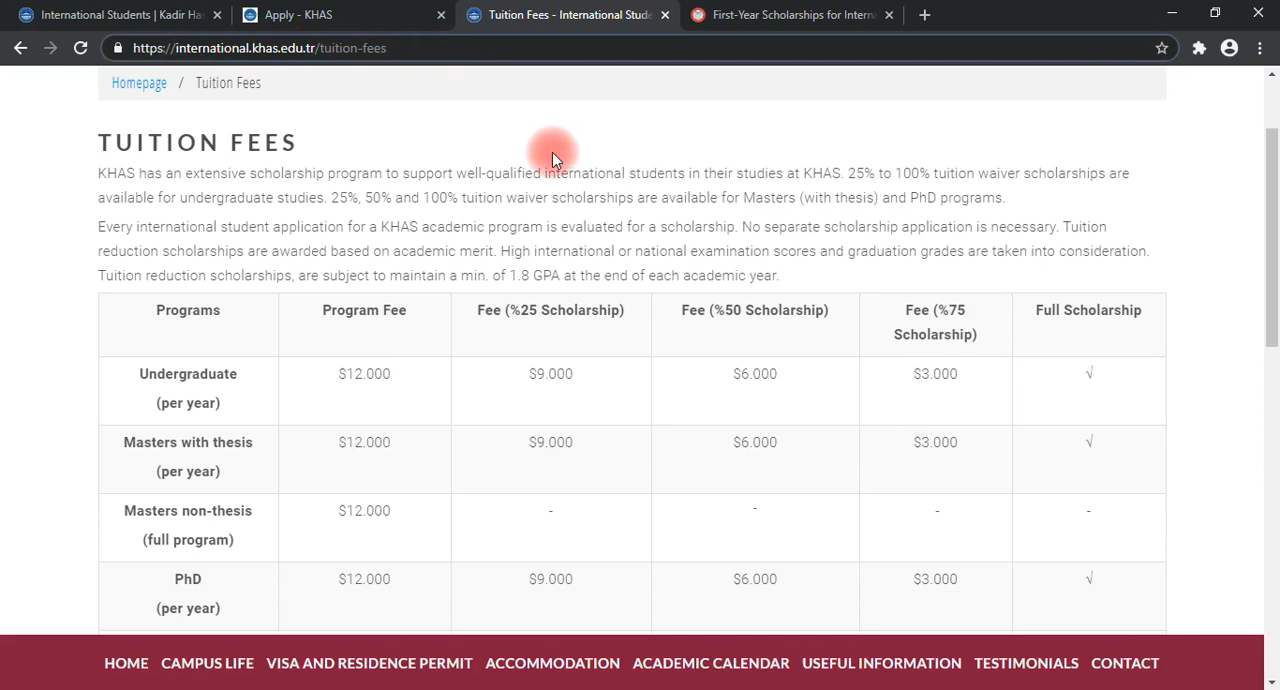 International Students | Kadir Has
Apply - KHAS
Tuition Fees - International Stude
First-Year Scholarships for Intern
https://international.khas.edu.tr/tuition-fees
Homepage / Tuition Fees
TUITION FEES
KHAS has an extensive scholarship program to support well-qualified international students in their studies at KHAS. 25% to 100% tuition waiver scholarships are
available for undergraduate studies. 25%, 50% and 100% tuition waiver scholarships are available for Masters (with thesis) and PhD programs.
Every international student application for a KHAS academic program is evaluated for a scholarship. No separate scholarship application is necessary. Tuition
reduction scholarships are awarded based on academic merit. High international or national examination scores and graduation grades are taken into consideration.
Tuition reduction scholarships, are subject to maintain a min. of 1.8 GPA at the end of each academic year.
Programs Program Fee Fee (%25 Scholarship) Fee (%50 Scholarship) Fee (%75 Scholarship) Full Scholarship
Undergraduate (per year) $12.000 $9.000 $6.000 $3.000 √
Masters with thesis (per year) $12.000 $9.000 $6.000 $3.000 √
Masters non-thesis (full program) $12.000 - - - -
PhD (per year) $12.000 $9.000 $6.000 $3.000 √
HOME CAMPUS LIFE VISA AND RESIDENCE PERMIT ACCOMMODATION ACADEMIC CALENDAR USEFUL INFORMATION TESTIMONIALS CONTACT